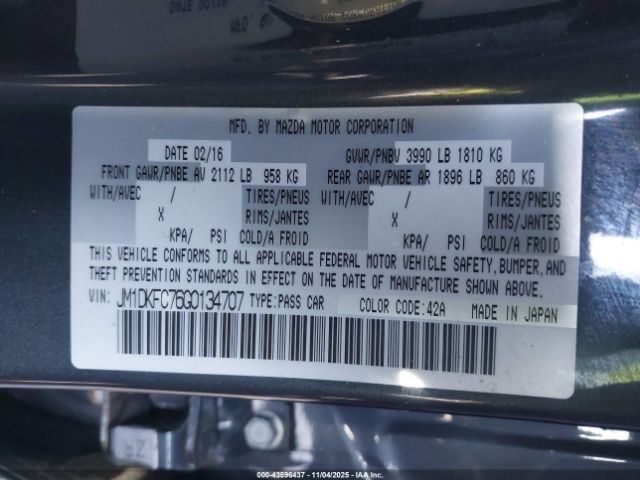 MFD. BY MAZDA MOTOR CORPORATION
DATE 02/16 GVWR/PNBV 3990 LB 1810 KG
FRONT GAWR/PNBE AV 2112 LB 958 KG REAR GAWR/PNBE AR 1896 LB 860 KG
WITH/AVEC / TIRES/PNEUS WITH/AVEC / TIRES/PNEUS
X RIMS/JANTES X RIMS/JANTES
KPA/ PSI COLD/A FROID KPA/ PSI COLD/A FROID
THIS VEHICLE CONFORMS TO ALL APPLICABLE FEDERAL MOTOR VEHICLE SAFETY, BUMPER, AND
THEFT PREVENTION STANDARDS IN EFFECT ON THE DATE OF MANUFACTURE SHOWN ABOVE.
VIN: JM1DKFC76G0134707 TYPE:PASS CAR COLOR CODE:42A MADE IN JAPAN
000-43596437 - 11/04/2025 - IAAI.COM